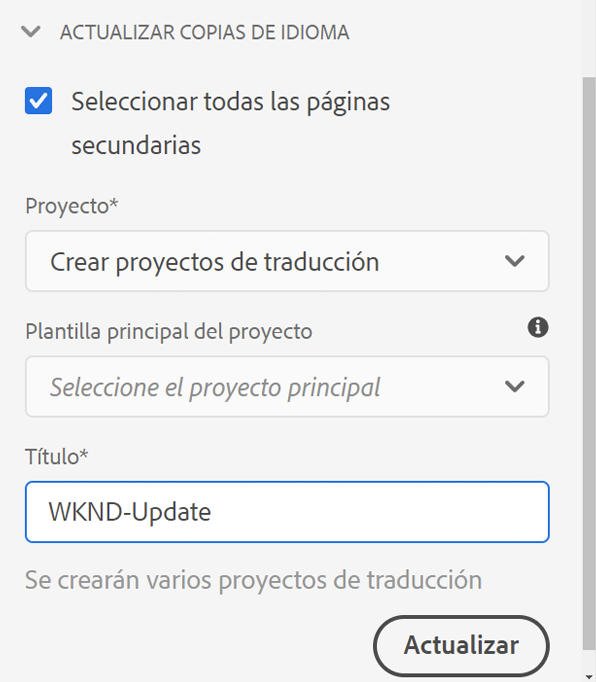 ACTUALIZAR COPIAS DE IDIOMA
Seleccionar todas las páginas
secundarias
Proyecto*
Crear proyectos de traducción
Plantilla principal del proyecto
Seleccione el proyecto principal
Título*
WKND-Update
Se crearán varios proyectos de traducción
Actualizar